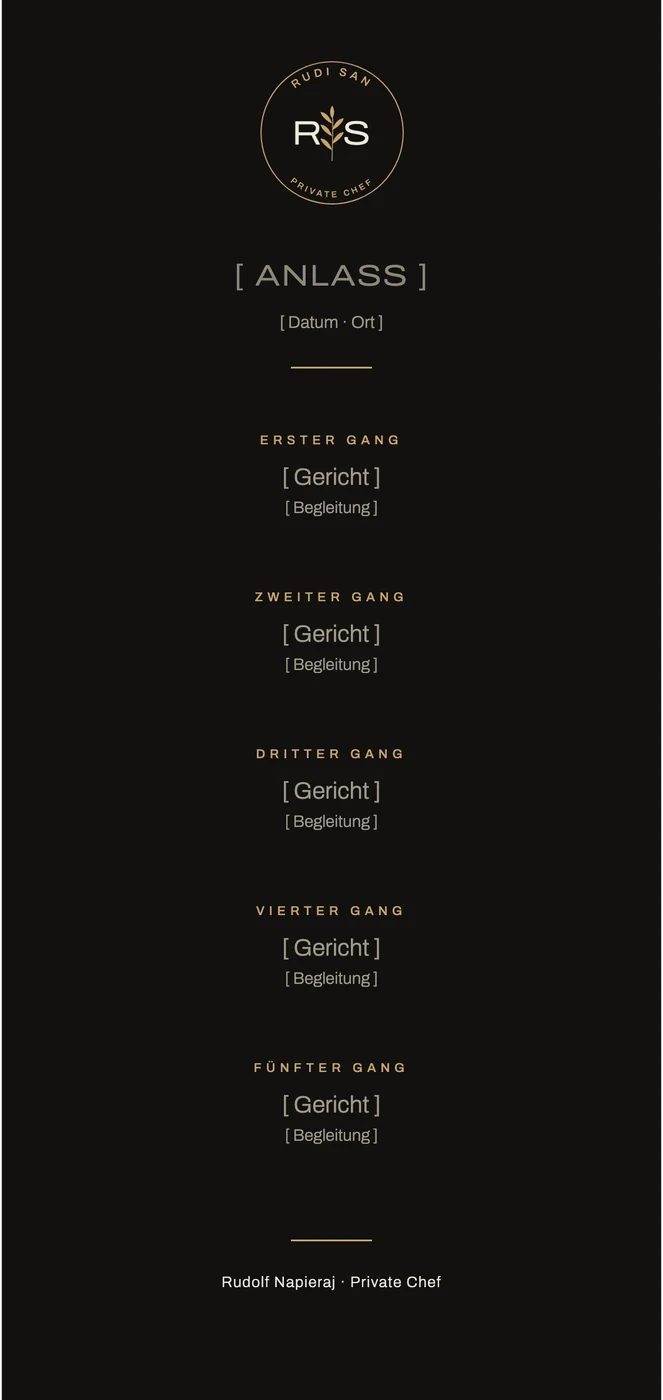 RUDI SAN
R S
PRIVATE CHEF
[ ANLASS ]
[ Datum · Ort ]
ERSTER GANG
[ Gericht ]
[ Begleitung ]
ZWEITER GANG
[ Gericht ]
[ Begleitung ]
DRITTER GANG
[ Gericht ]
[ Begleitung ]
VIERTER GANG
[ Gericht ]
[ Begleitung ]
FÜNFTER GANG
[ Gericht ]
[ Begleitung ]
Rudolf Napieraj · Private Chef